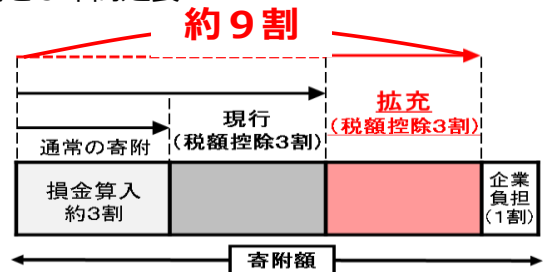 約９割
現行
(税額控除3割)
拡充
(税額控除3割)
通常の寄附
損金算入
約3割
企業
負担
(1割)
寄附額